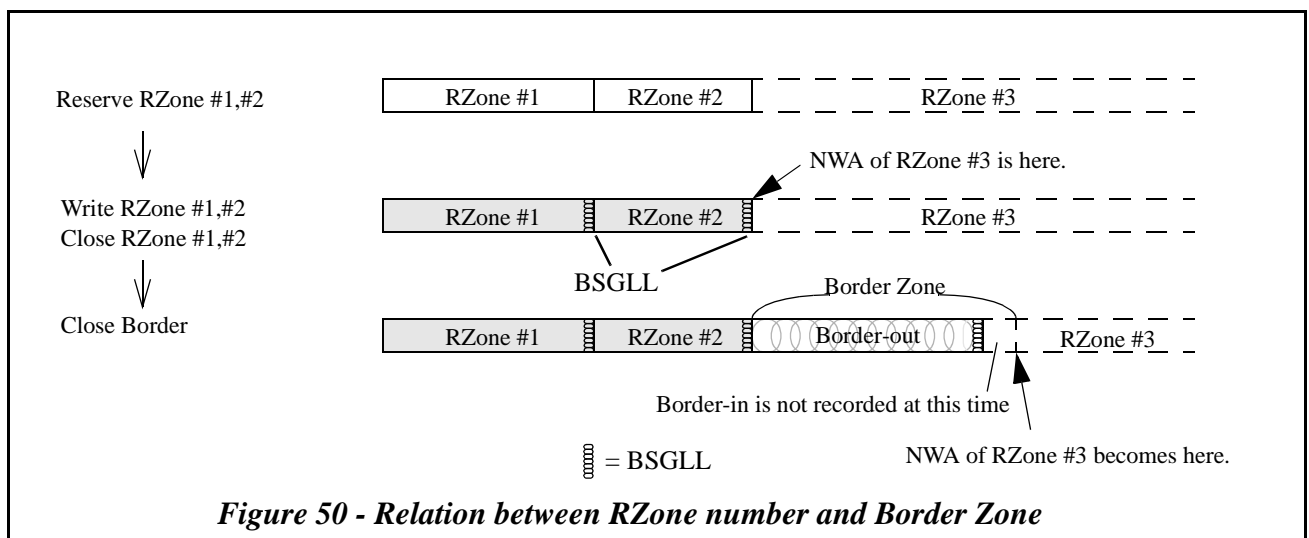 Reserve RZone #1,#2
RZone #1
RZone #2
RZone #3
NWA of RZone #3 is here.
Write RZone #1,#2
Close RZone #1,#2
RZone #1
RZone #2
RZone #3
BSGLL
Border Zone
Close Border
RZone #1
RZone #2
Border-out
RZone #3
Border-in is not recorded at this time
= BSGLL
NWA of RZone #3 becomes here.
Figure 50 - Relation between RZone number and Border Zone